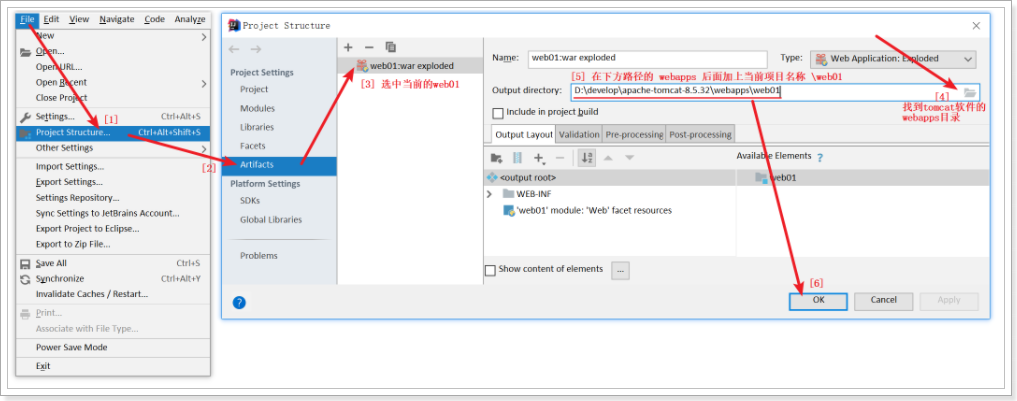 File Edit View Navigate Code Analyze
New
Open...
Open URL...
Open Recent
Close Project
Settings... Ctrl+Alt+S
[1]
Project Structure... Ctrl+Alt+Shift+S
Other Settings
[2]
Import Settings...
Export Settings...
Settings Repository...
Sync Settings to JetBrains Account...
Export Project to Eclipse...
Export to Zip File...
Save All Ctrl+S
Synchronize Ctrl+Alt+Y
Invalidate Caches / Restart...
Print...
Associate with File Type...
Power Save Mode
Exit
Project Structure
Project Settings
Project
Modules
Libraries
Facets
Artifacts
Platform Settings
SDKs
Global Libraries
Problems
web01:war exploded
[3] 选中当前的web01
Name: web01:war exploded Type: Web Application: Exploded
[5] 在下方路径的 webapps 后面加上当前项目名称 \web01
Output directory: D:\develop\apache-tomcat-8.5.32\webapps\web01
[4]
找到tomcat软件的
webapps目录
Include in project build
Output Layout Validation Pre-processing Post-processing
Available Elements ?
<output root>
web01
WEB-INF
'web01' module: 'Web' facet resources
Show content of elements ...
[6]
? OK Cancel Apply